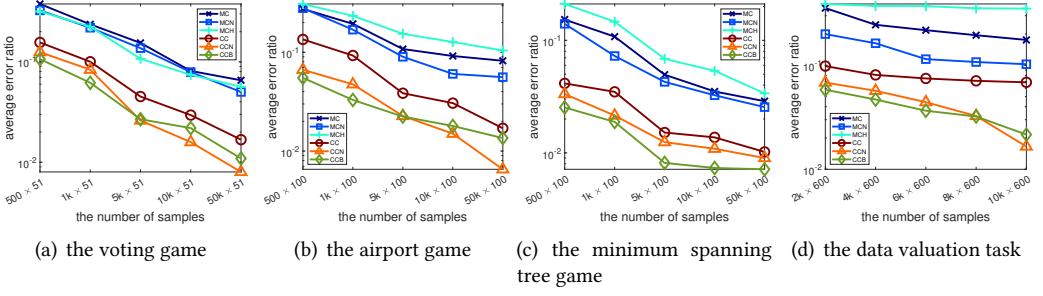 average error ratio
10⁻¹
10⁻²
MC
MCN
MCH
CC
CCN
CCB
500 × 51
1k × 51
5k × 51
10k × 51
50k × 51
the number of samples
(a) the voting game
average error ratio
10⁻¹
10⁻²
MC
MCN
MCH
CC
CCN
CCB
500 × 100
1k × 100
5k × 100
10k × 100
50k × 100
the number of samples
(b) the airport game
average error ratio
10⁻¹
10⁻²
MC
MCN
MCH
CC
CCN
CCB
500 × 100
1k × 100
5k × 100
10k × 100
50k × 100
the number of samples
(c) the minimum spanning
tree game
average error ratio
10⁻¹
10⁻²
MC
MCN
MCH
CC
CCN
CCB
2k × 600
4k × 600
6k × 600
8k × 600
10k × 600
the number of samples
(d) the data valuation task